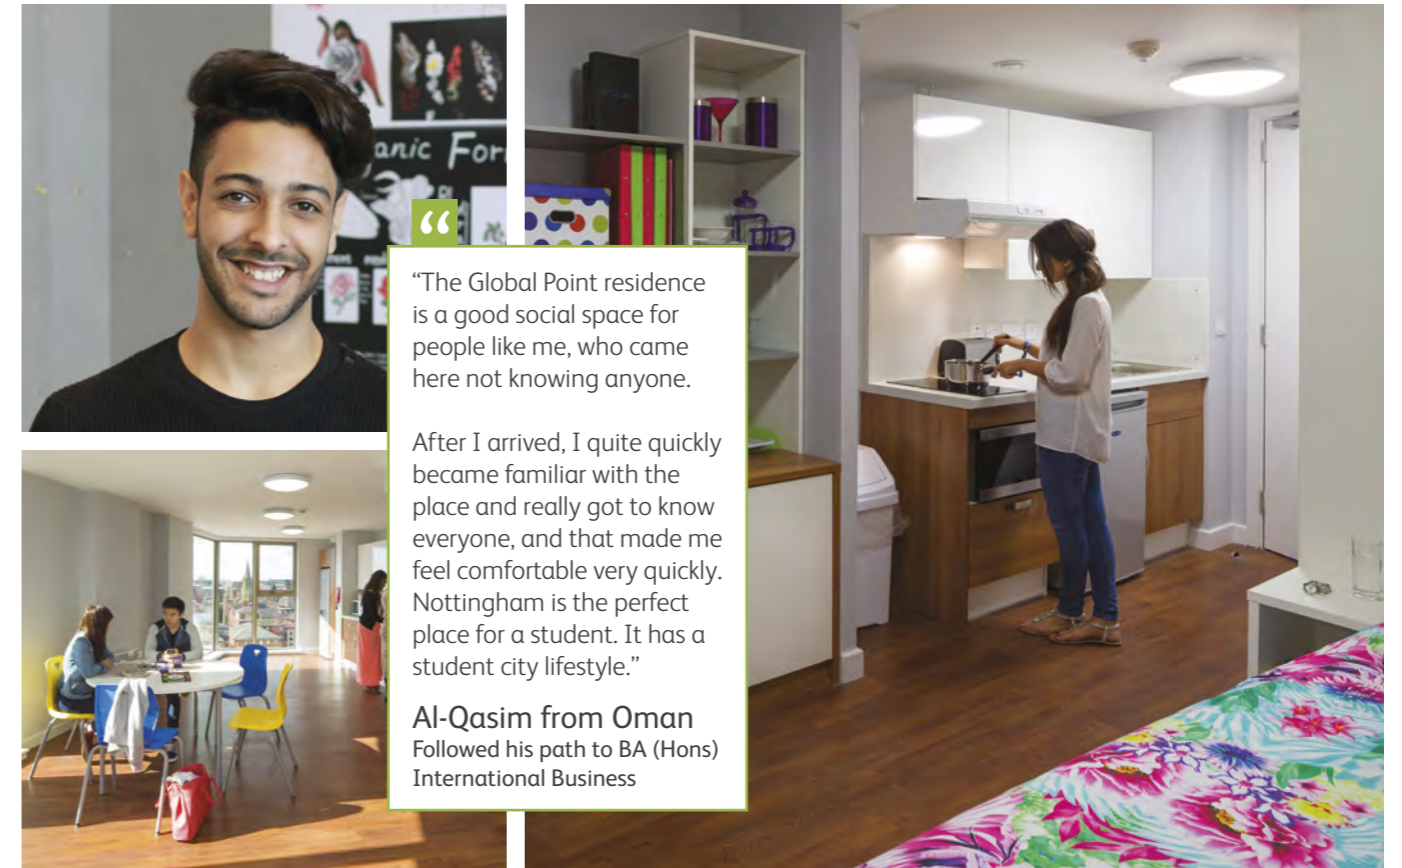 anic For
“
“The Global Point residence
is a good social space for
people like me, who came
here not knowing anyone.
After I arrived, I quite quickly
became familiar with the
place and really got to know
everyone, and that made me
feel comfortable very quickly.
Nottingham is the perfect
place for a student. It has a
student city lifestyle.”
Al-Qasim from Oman
Followed his path to BA (Hons)
International Business